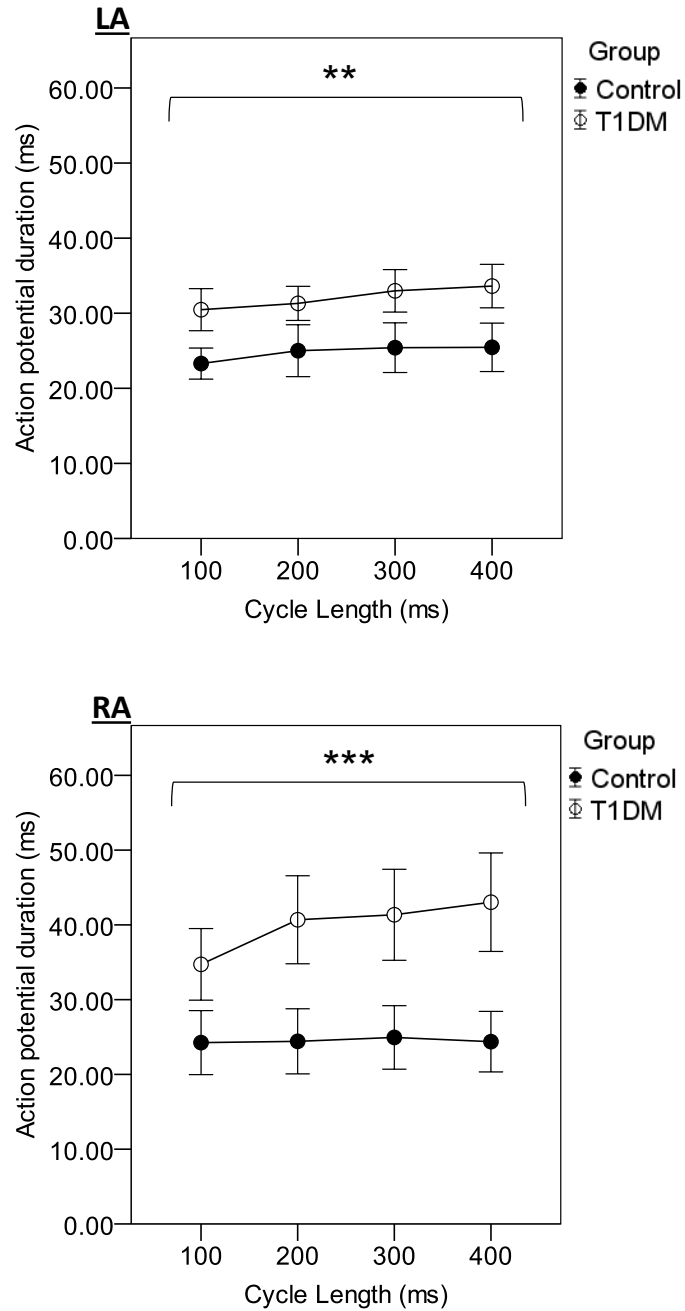 LA
**
Group
Control
T1DM
Action potential duration (ms)
60.00
50.00
40.00
30.00
20.00
10.00
0.00
100 200 300 400
Cycle Length (ms)
RA
***
Group
Control
T1DM
Action potential duration (ms)
60.00
50.00
40.00
30.00
20.00
10.00
0.00
100 200 300 400
Cycle Length (ms)